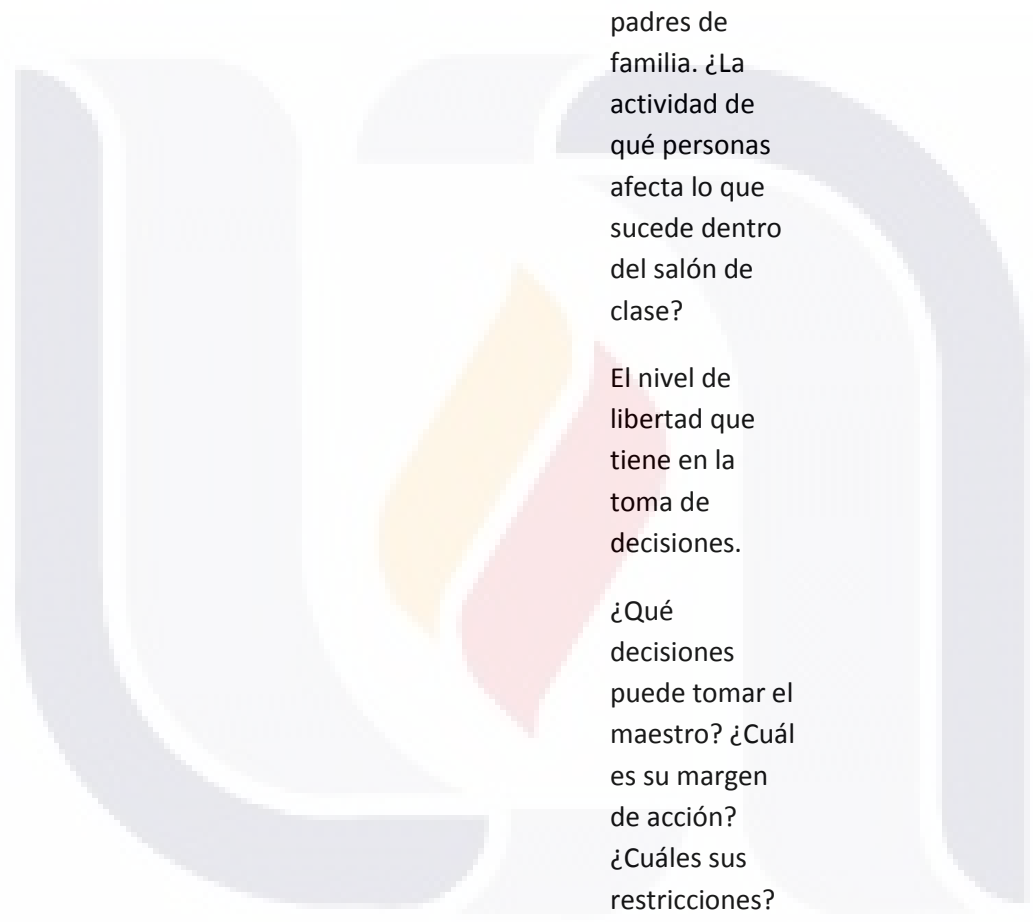 padres de
familia. ¿La
actividad de
qué personas
afecta lo que
sucede dentro
del salón de
clase?
El nivel de
libertad que
tiene en la
toma de
decisiones.
¿Qué
decisiones
puede tomar el
maestro? ¿Cuál
es su margen
de acción?
¿Cuáles sus
restricciones?